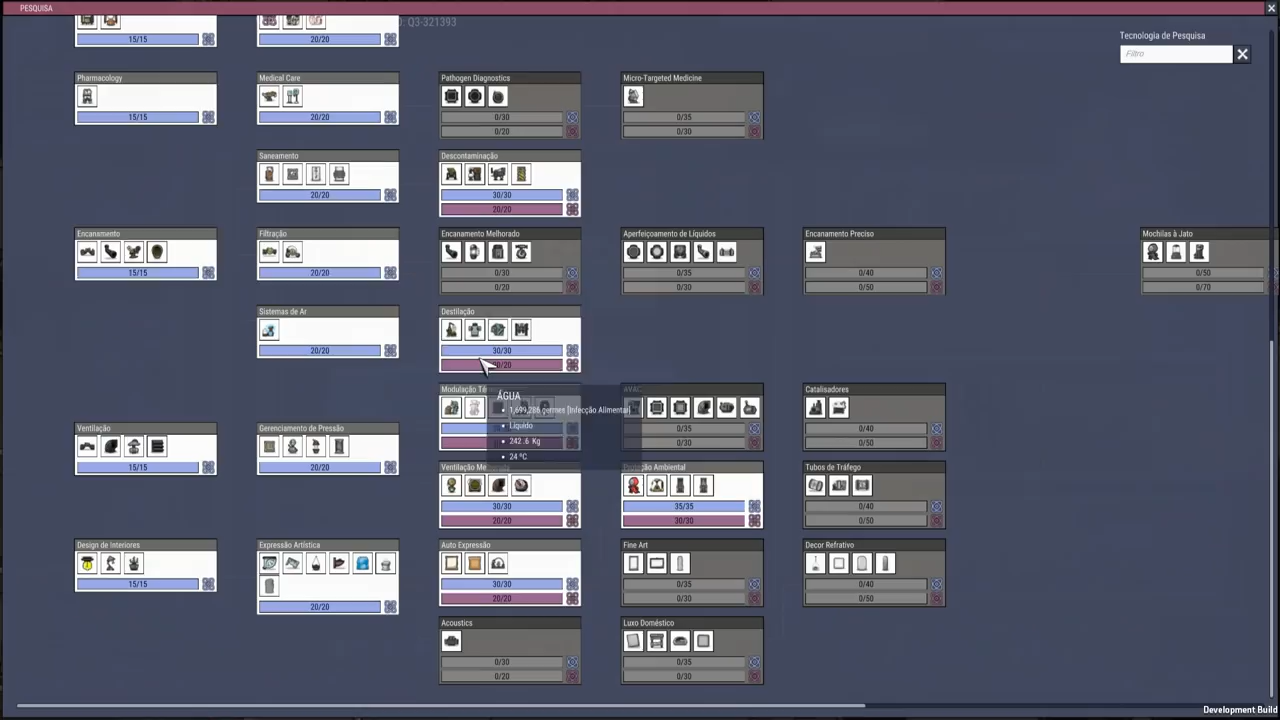 PESQUISA
: Q3-321393
Tecnologia de Pesquisa
Filtro
15/15
20/20
Pharmacology
15/15
Medical Care
20/20
Pathogen Diagnostics
0/30
0/20
Micro-Targeted Medicine
0/35
0/30
Saneamento
20/20
Descontaminação
30/30
20/20
Encanamento
15/15
Filtração
20/20
Encanamento Melhorado
0/30
0/20
Aperfeiçoamento de Líquidos
0/35
0/30
Encanamento Preciso
0/40
0/50
Mochilas à Jato
0/50
0/70
Sistemas de Ar
20/20
Destilação
30/30
ÁGUA
• 1,699,286 germes [Infecção Alimentar]
• Líquido
• 242.6 Kg
• 24 ºC
AVAC
0/35
0/30
Catalisadores
0/40
0/50
Ventilação
15/15
Gerenciamento de Pressão
20/20
30/30
20/20
Ambiental
35/35
30/30
Tubos de Tráfego
0/40
0/50
Design de Interiores
15/15
Expressão Artística
20/20
Auto Expressão
30/30
20/20
Fine Art
0/35
0/30
Decor Refrativo
0/40
0/50
Acoustics
0/30
0/20
Luxo Doméstico
0/35
0/30
Development Build